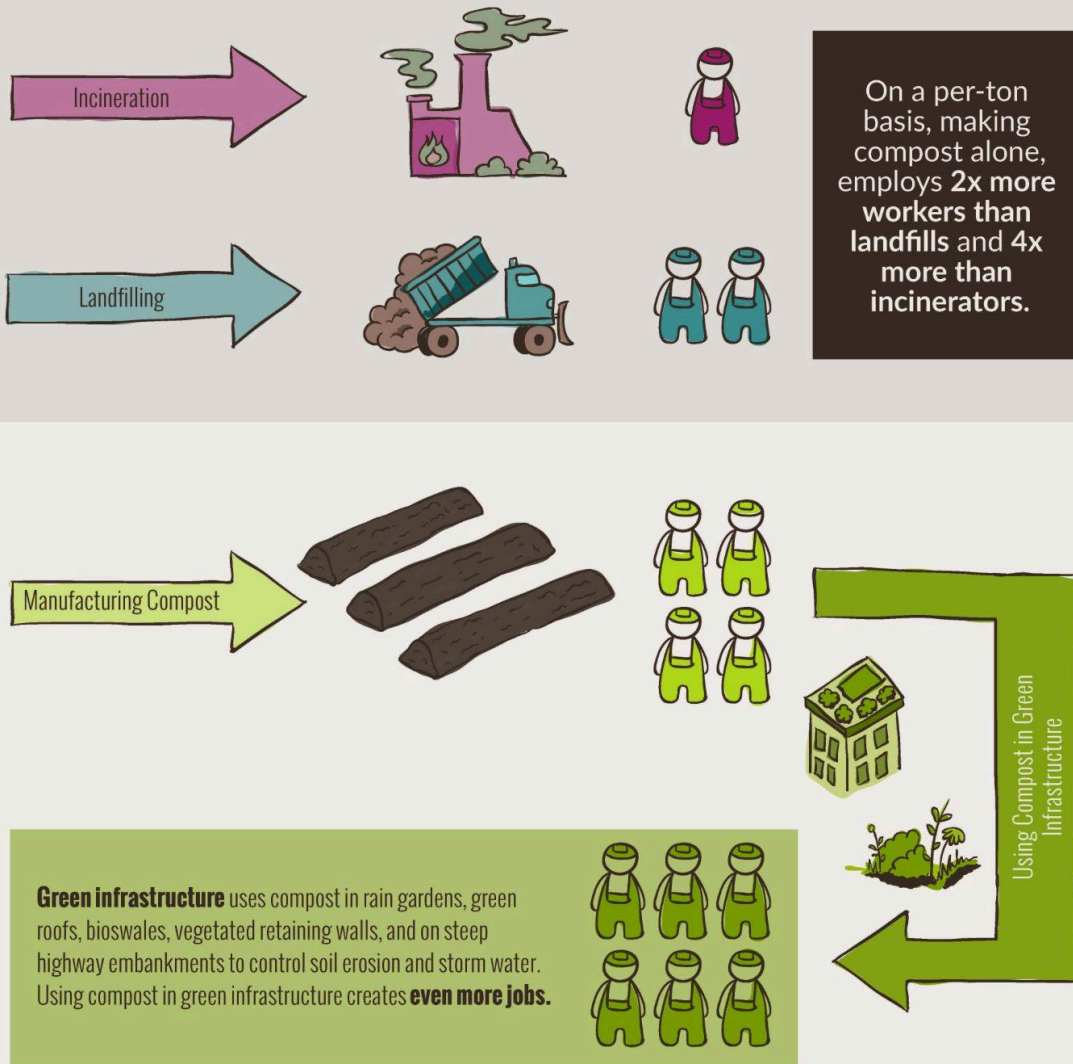 Incineration
On a per-ton
basis, making
compost alone,
employs 2x more
workers than
landfills and 4x
more than
incinerators.
Landfilling
Manufacturing Compost
Using Compost in Green
Infrastructure
Green infrastructure uses compost in rain gardens, green
roofs, bioswales, vegetated retaining walls, and on steep
highway embankments to control soil erosion and storm water.
Using compost in green infrastructure creates even more jobs.